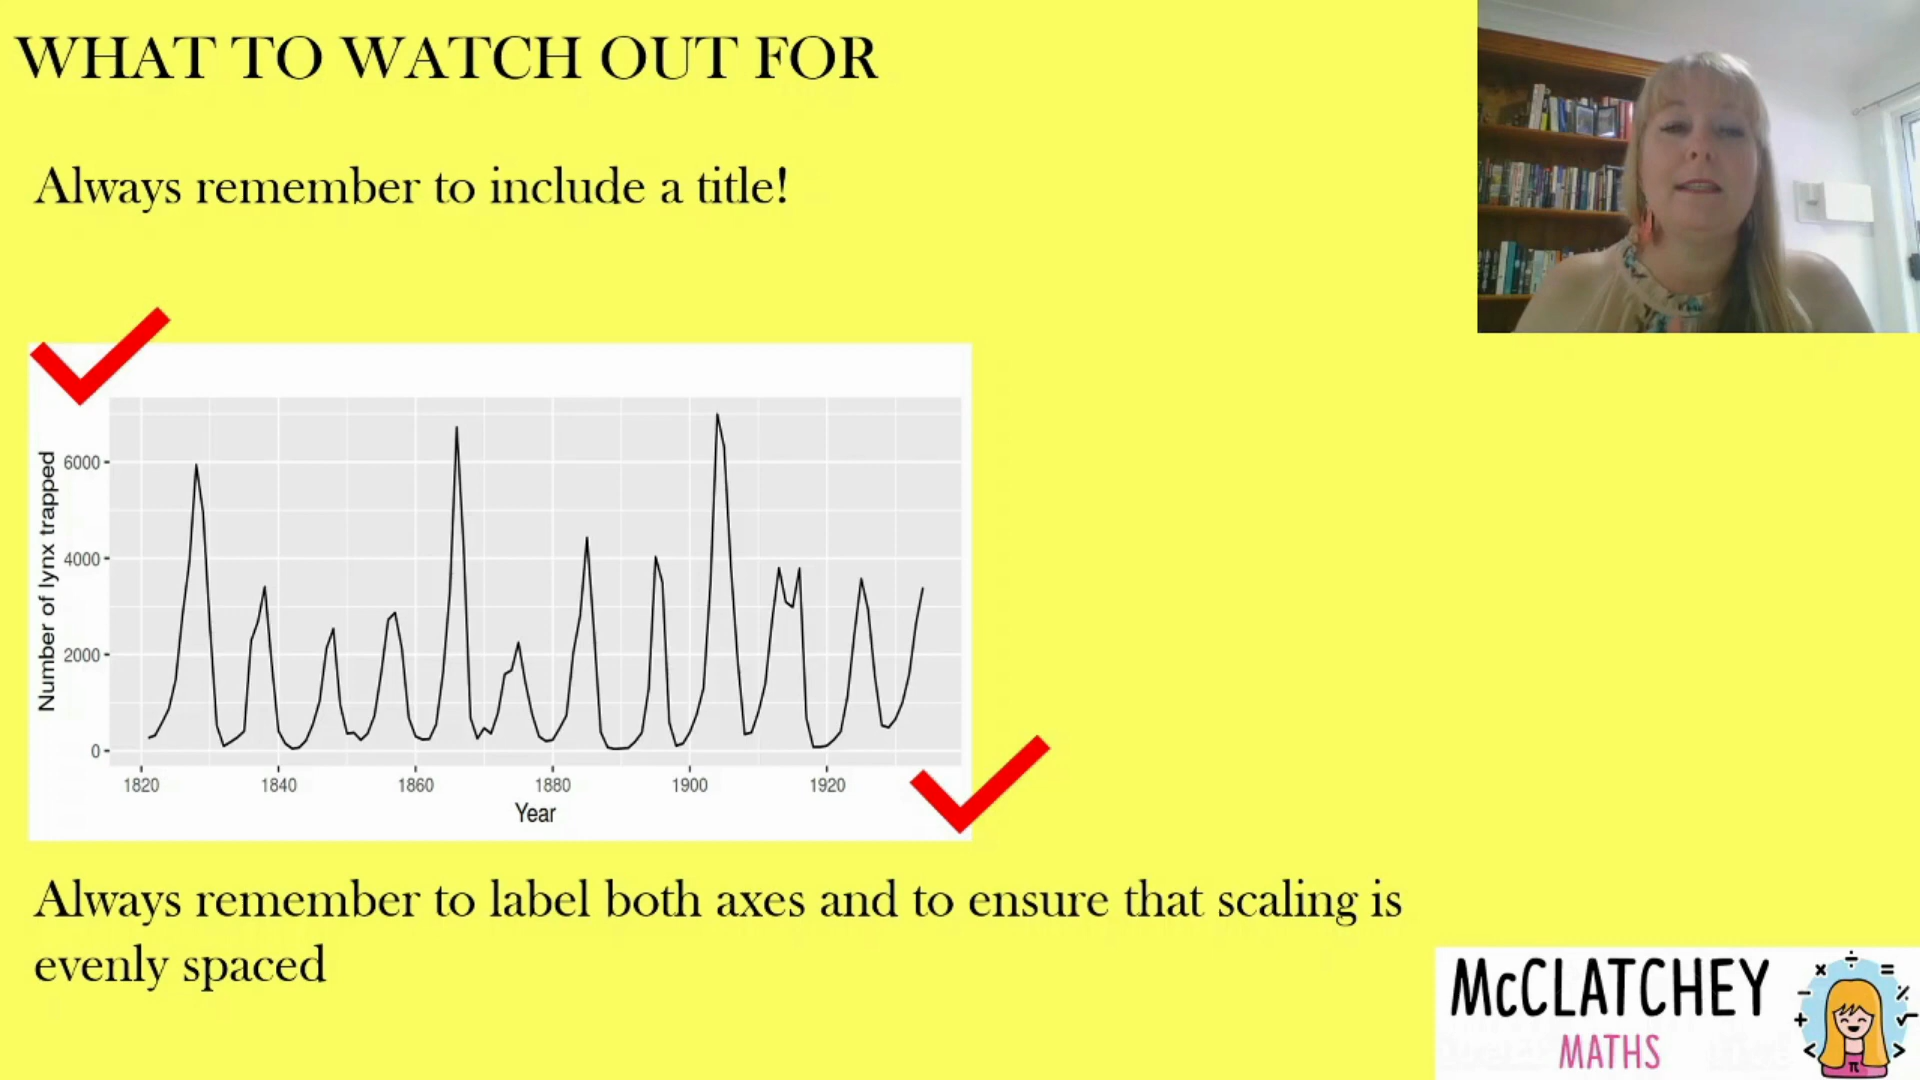 WHAT TO WATCH OUT FOR
Always remember to include a title!
Number of lynx trapped
6000
4000
2000
0
1820 1840 1860 1880 1900 1920
Year
Always remember to label both axes and to ensure that scaling is
evenly spaced
McCLATCHEY
MATHS